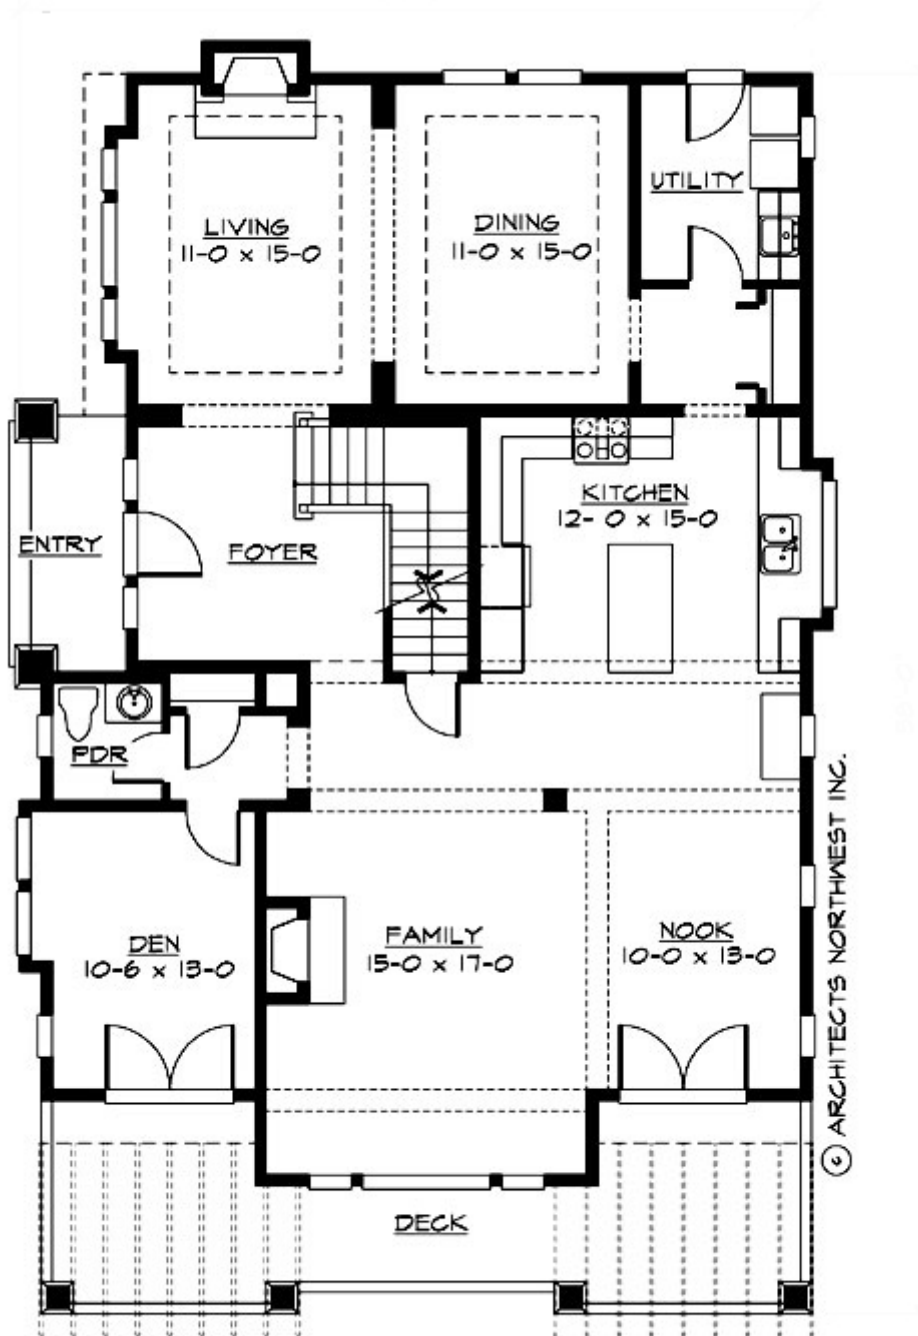 LIVING
11-0 x 15-0
DINING
11-0 x 15-0
UTILITY
KITCHEN
12- 0 x 15-0
ENTRY
FOYER
PDR
DEN
10-6 x 13-0
FAMILY
15-0 x 17-0
NOOK
10-0 x 13-0
DECK
© ARCHITECTS NORTHWEST INC.